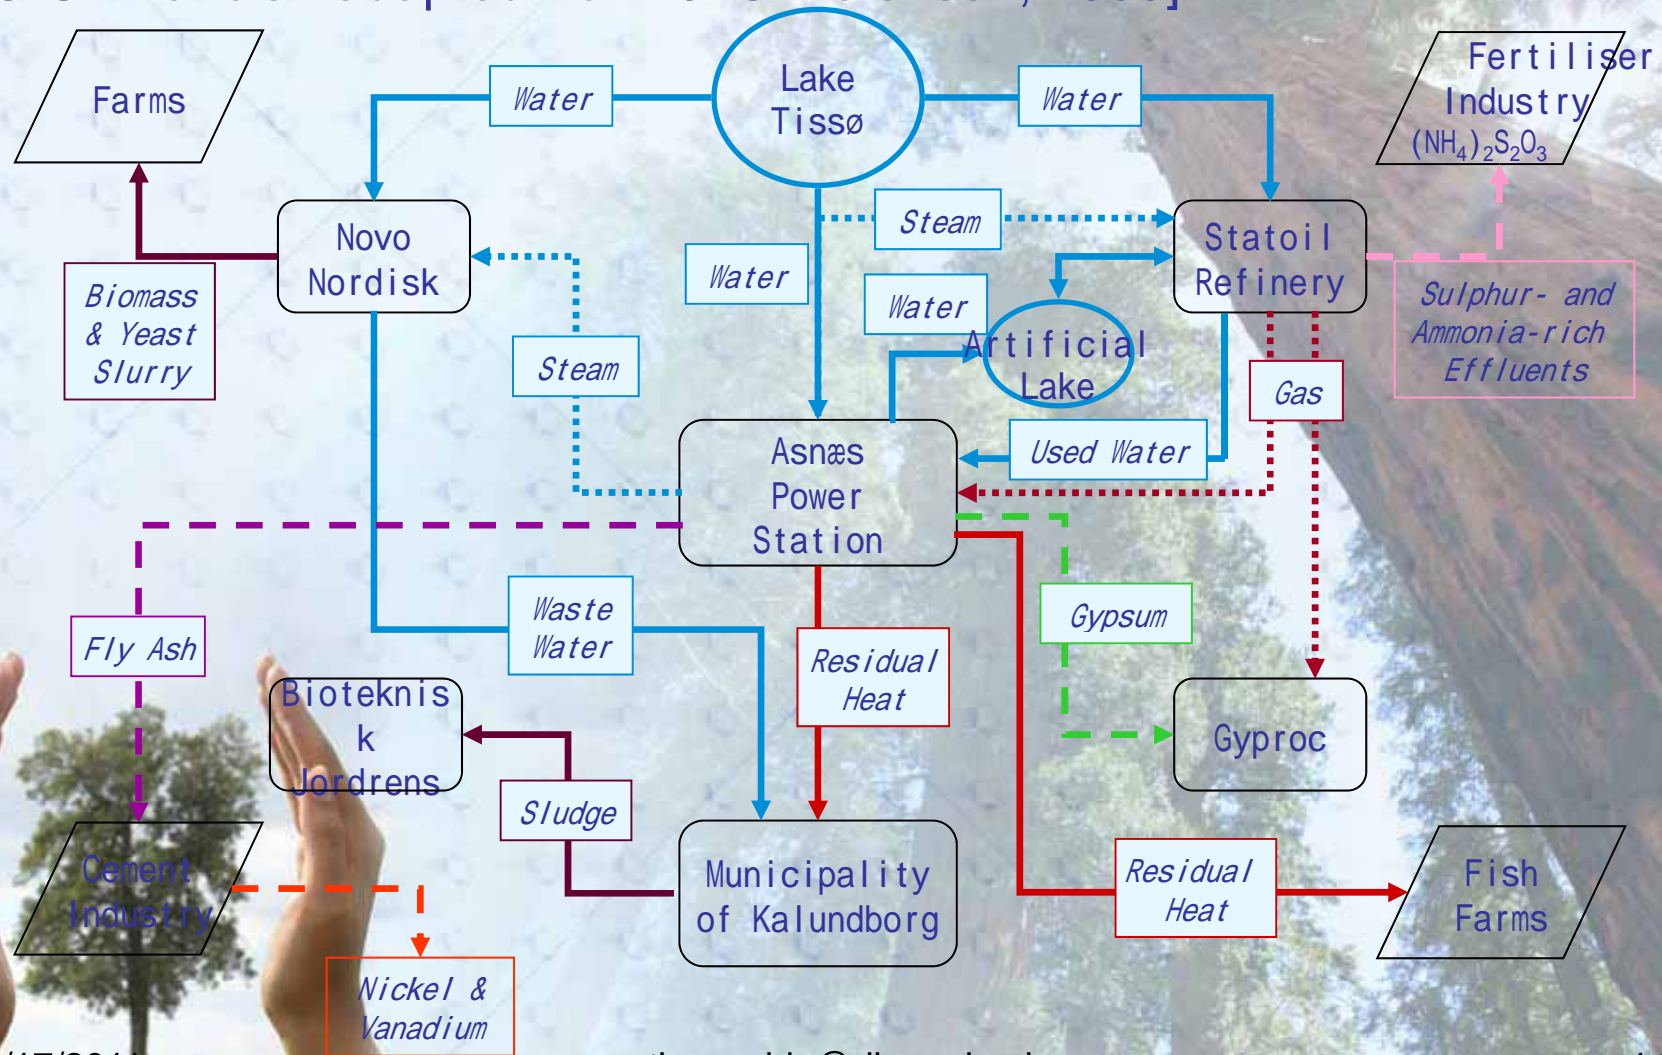 Farms
Water
Lake
Tissø
Water
Fertiliser
Industry
(NH₄)₂S₂O₃
Novo
Nordisk
Steam
Statoil
Refinery
Water
Water
Biomass
& Yeast
Slurry
Sulphur- and
Ammonia-rich
Effluents
Artificial
Lake
Steam
Gas
Used Water
Asnæs
Power
Station
Waste
Water
Gypsum
Fly Ash
Residual
Heat
Bioteknis
k
Jordrens
Gyproc
Sludge
Cement
Industry
Municipality
of Kalundborg
Residual
Heat
Fish
Farms
Nickel &
Vanadium